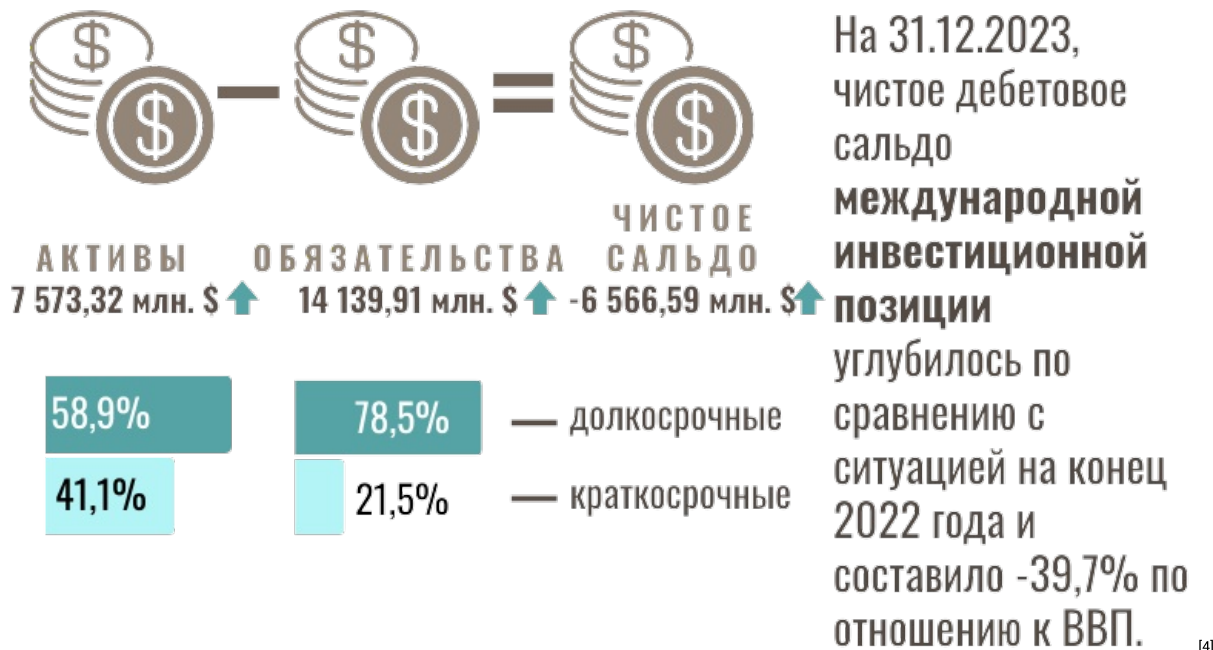 АКТИВЫ
7 573,32 млн. $
ОБЯЗАТЕЛЬСТВА
14 139,91 млн. $
ЧИСТОЕ
САЛЬДО
-6 566,59 млн. $
58,9%
41,1%
78,5%
21,5%
долкосрочные
краткосрочные
На 31.12.2023,
чистое дебетовое
сальдо
международной
инвестиционной
позиции
углубилось по
сравнению с
ситуацией на конец
2022 года и
составило -39,7% по
отношению к ВВП.
[4]